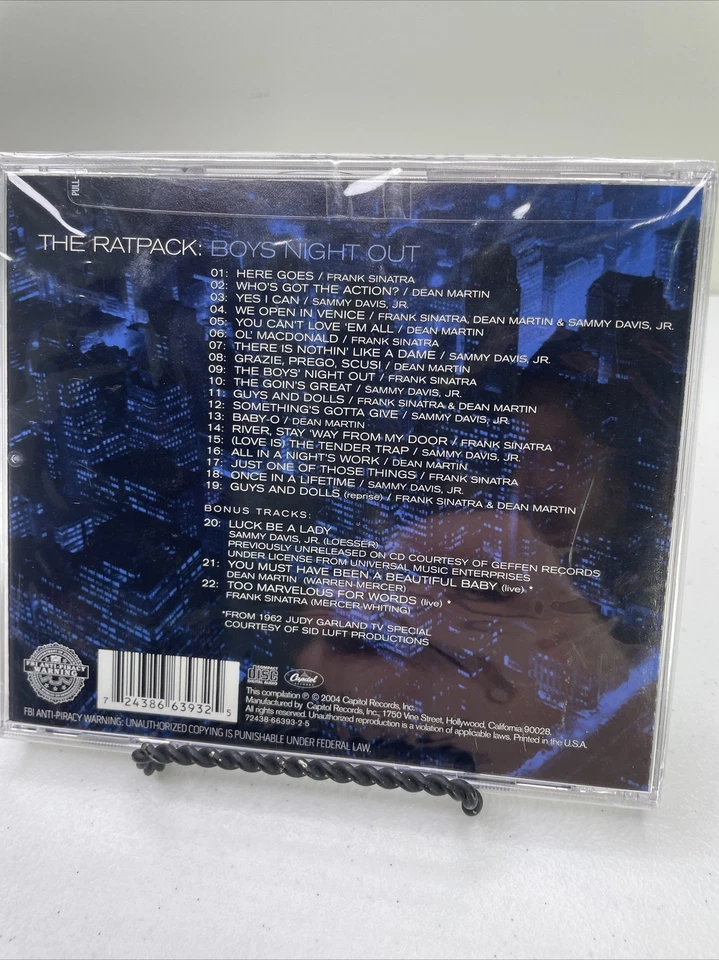 PULL
THE RATPACK: BOYS NIGHT OUT
01: HERE GOES / FRANK SINATRA
02: WHO'S GOT THE ACTION? / DEAN MARTIN
03: YES I CAN / SAMMY DAVIS, JR.
04: WE OPEN IN VENICE / FRANK SINATRA, DEAN MARTIN & SAMMY DAVIS, JR.
05: YOU CAN'T LOVE 'EM ALL / DEAN MARTIN
06: OL' MACDONALD / FRANK SINATRA
07: THERE IS NOTHIN' LIKE A DAME / SAMMY DAVIS, JR.
08: GRAZIE, PREGO, SCUSI / DEAN MARTIN
09: THE BOYS' NIGHT OUT / FRANK SINATRA
10: THE GOIN'S GREAT / SAMMY DAVIS, JR.
11: GUYS AND DOLLS / FRANK SINATRA & DEAN MARTIN
12: SOMETHING'S GOTTA GIVE / SAMMY DAVIS, JR.
13: BABY-O / DEAN MARTIN
14: RIVER, STAY 'WAY FROM MY DOOR / FRANK SINATRA
15: (LOVE IS) THE TENDER TRAP / SAMMY DAVIS, JR.
16: ALL IN A NIGHT'S WORK / DEAN MARTIN
17: JUST ONE OF THOSE THINGS / FRANK SINATRA
18: ONCE IN A LIFETIME / SAMMY DAVIS, JR.
19: GUYS AND DOLLS (reprise) / FRANK SINATRA & DEAN MARTIN
BONUS TRACKS:
20: LUCK BE A LADY
SAMMY DAVIS, JR. (LOESSER)
PREVIOUSLY UNRELEASED ON CD COURTESY OF GEFFEN RECORDS
UNDER LICENSE FROM UNIVERSAL MUSIC ENTERPRISES
21: YOU MUST HAVE BEEN A BEAUTIFUL BABY (live) *
DEAN MARTIN (WARREN-MERCER)
22: TOO MARVELOUS FOR WORDS (live) *
FRANK SINATRA (MERCER-WHITING)
*FROM 1962 JUDY GARLAND TV SPECIAL
COURTESY OF SID LUFT PRODUCTIONS
FBI ANTI-PIRACY
WARNING
7 24386 63932 5
COMPACT
disc
DIGITAL AUDIO
Capitol
RECORDS
This compilation ℗ © 2004 Capitol Records, Inc.
Manufactured by Capitol Records, Inc., 1750 Vine Street, Hollywood, California 90028.
All rights reserved. Unauthorized reproduction is a violation of applicable laws. Printed in the U.S.A.
72438-66393-2-5
FBI ANTI-PIRACY WARNING: UNAUTHORIZED COPYING IS PUNISHABLE UNDER FEDERAL LAW.